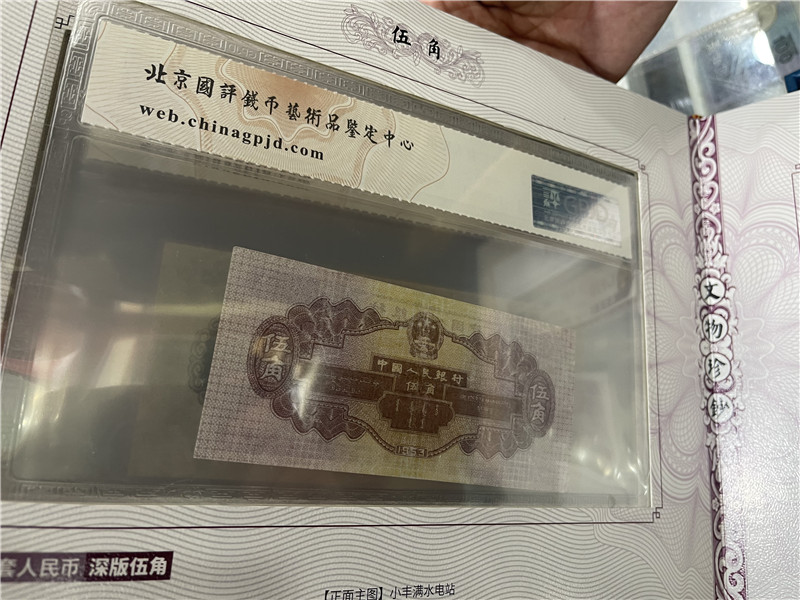 伍角
北京國評錢币藝術品鑒定中心
web.chinagpjd.com
伍角
中國人民銀行
伍角
伍角
1953
文物珍鈔
套人民币 深版伍角
【正面主图】小丰满水电站